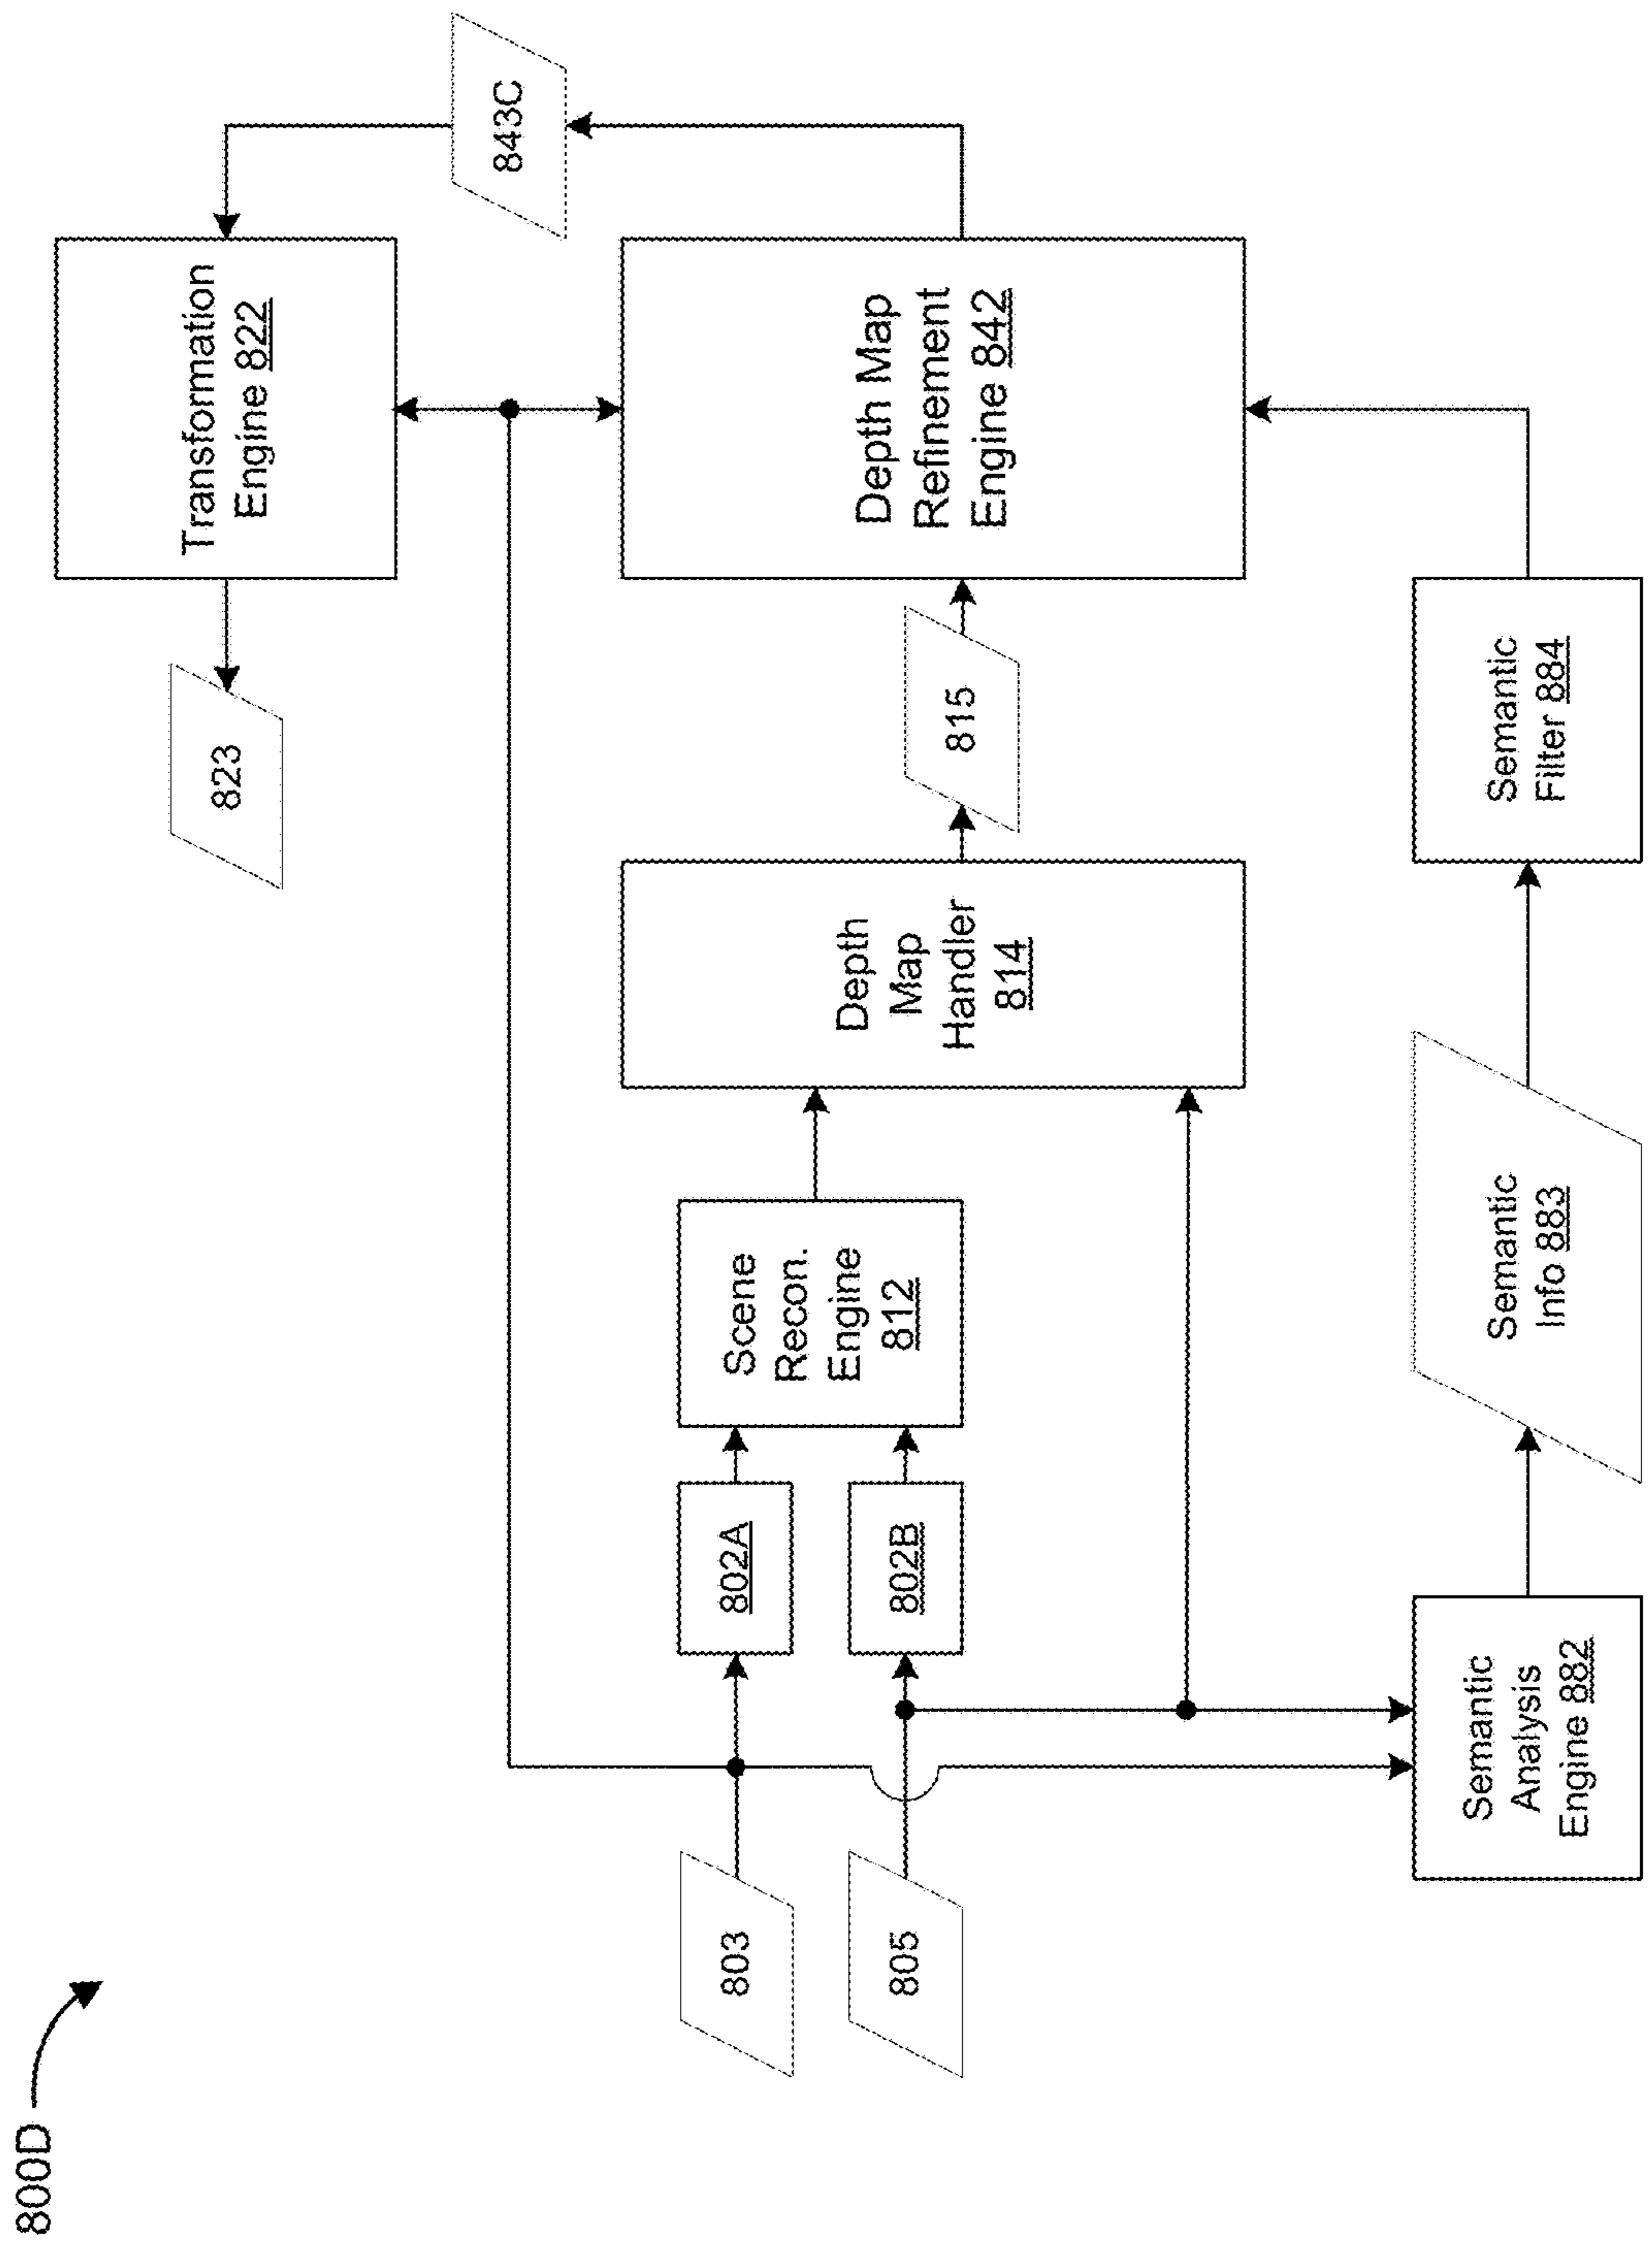 800D
Transformation
Engine 822
823
843C
803
805
802A
802B
Scene
Recon.
Engine
812
Depth
Map
Handler
814
815
Depth Map
Refinement
Engine 842
Semantic
Analysis
Engine 882
Semantic
Info 883
Semantic
Filter 884